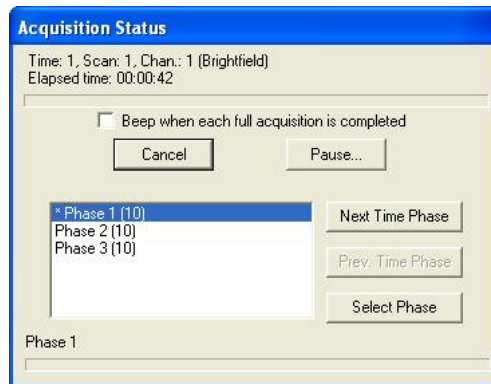 Acquisition Status
Time: 1, Scan: 1, Chan.: 1 (Brightfield)
Elapsed time: 00:00:42
Beep when each full acquisition is completed
Cancel
Pause...
* Phase 1 (10)
Phase 2 (10)
Phase 3 (10)
Next Time Phase
Prev. Time Phase
Select Phase
Phase 1